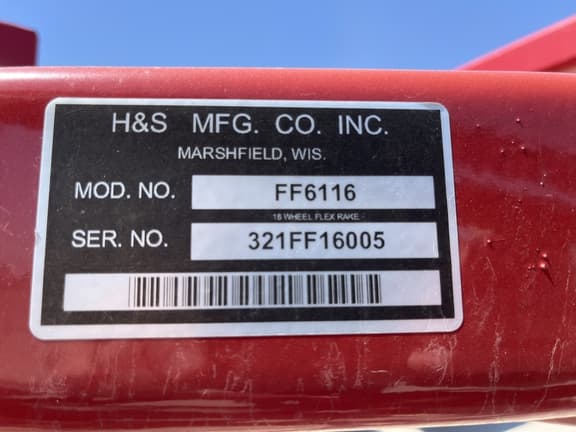 H&S MFG. CO. INC.
MARSHFIELD, WIS.
MOD. NO. FF6116
16 WHEEL FLEX RAKE
SER. NO. 321FF16005